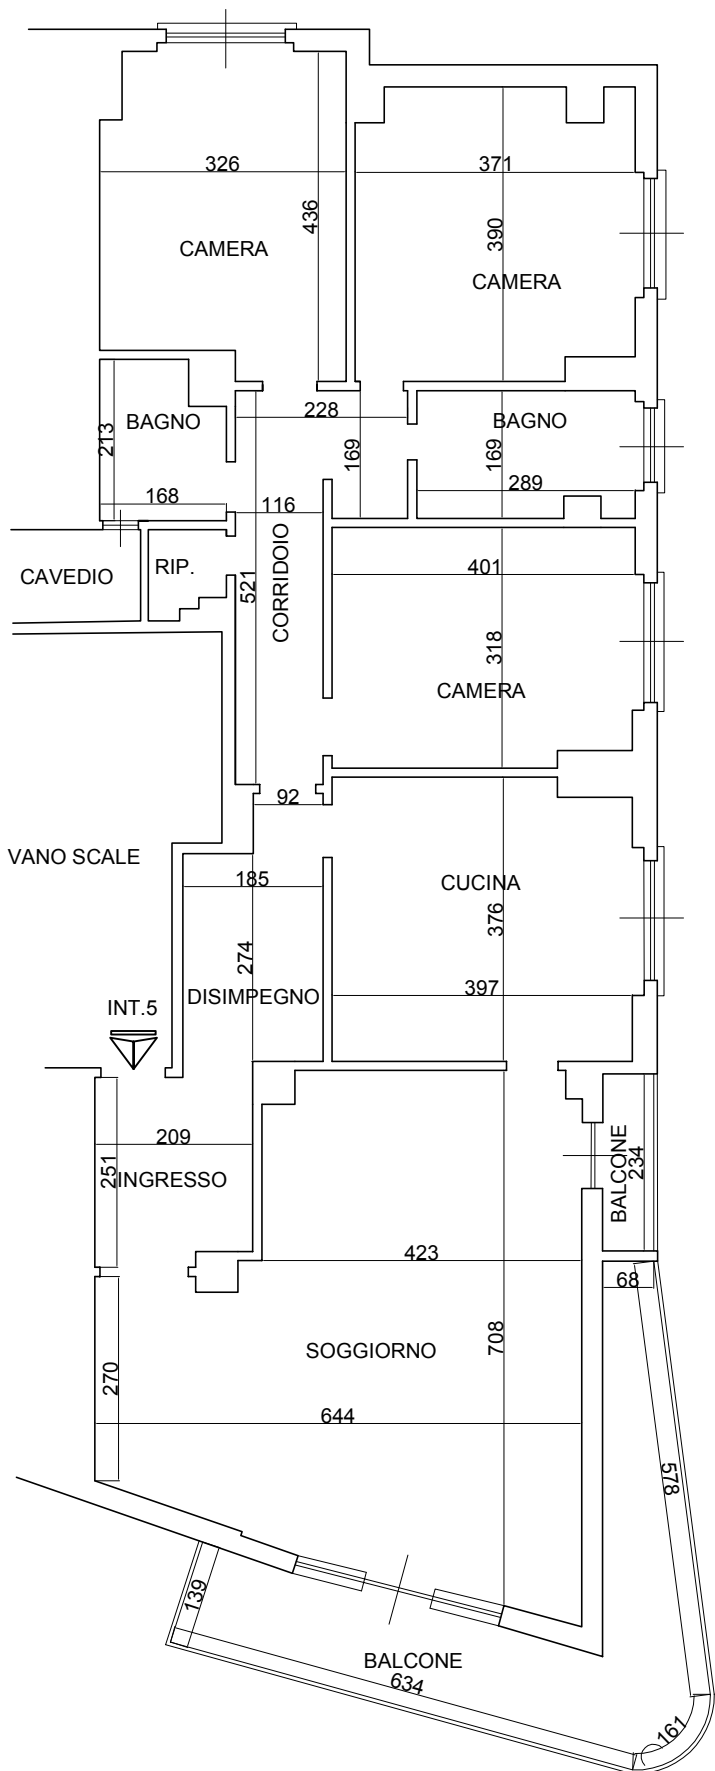 326
371
436
390
CAMERA
CAMERA
228
BAGNO
BAGNO
213
169
169
168
289
116
CAVEDIO
RIP.
521
CORRIDOIO
401
318
CAMERA
92
VANO SCALE
185
CUCINA
376
274
397
DISIMPEGNO
INT.5
209
251
INGRESSO
BALCONE
234
423
68
708
SOGGIORNO
270
644
578
139
BALCONE
634
161